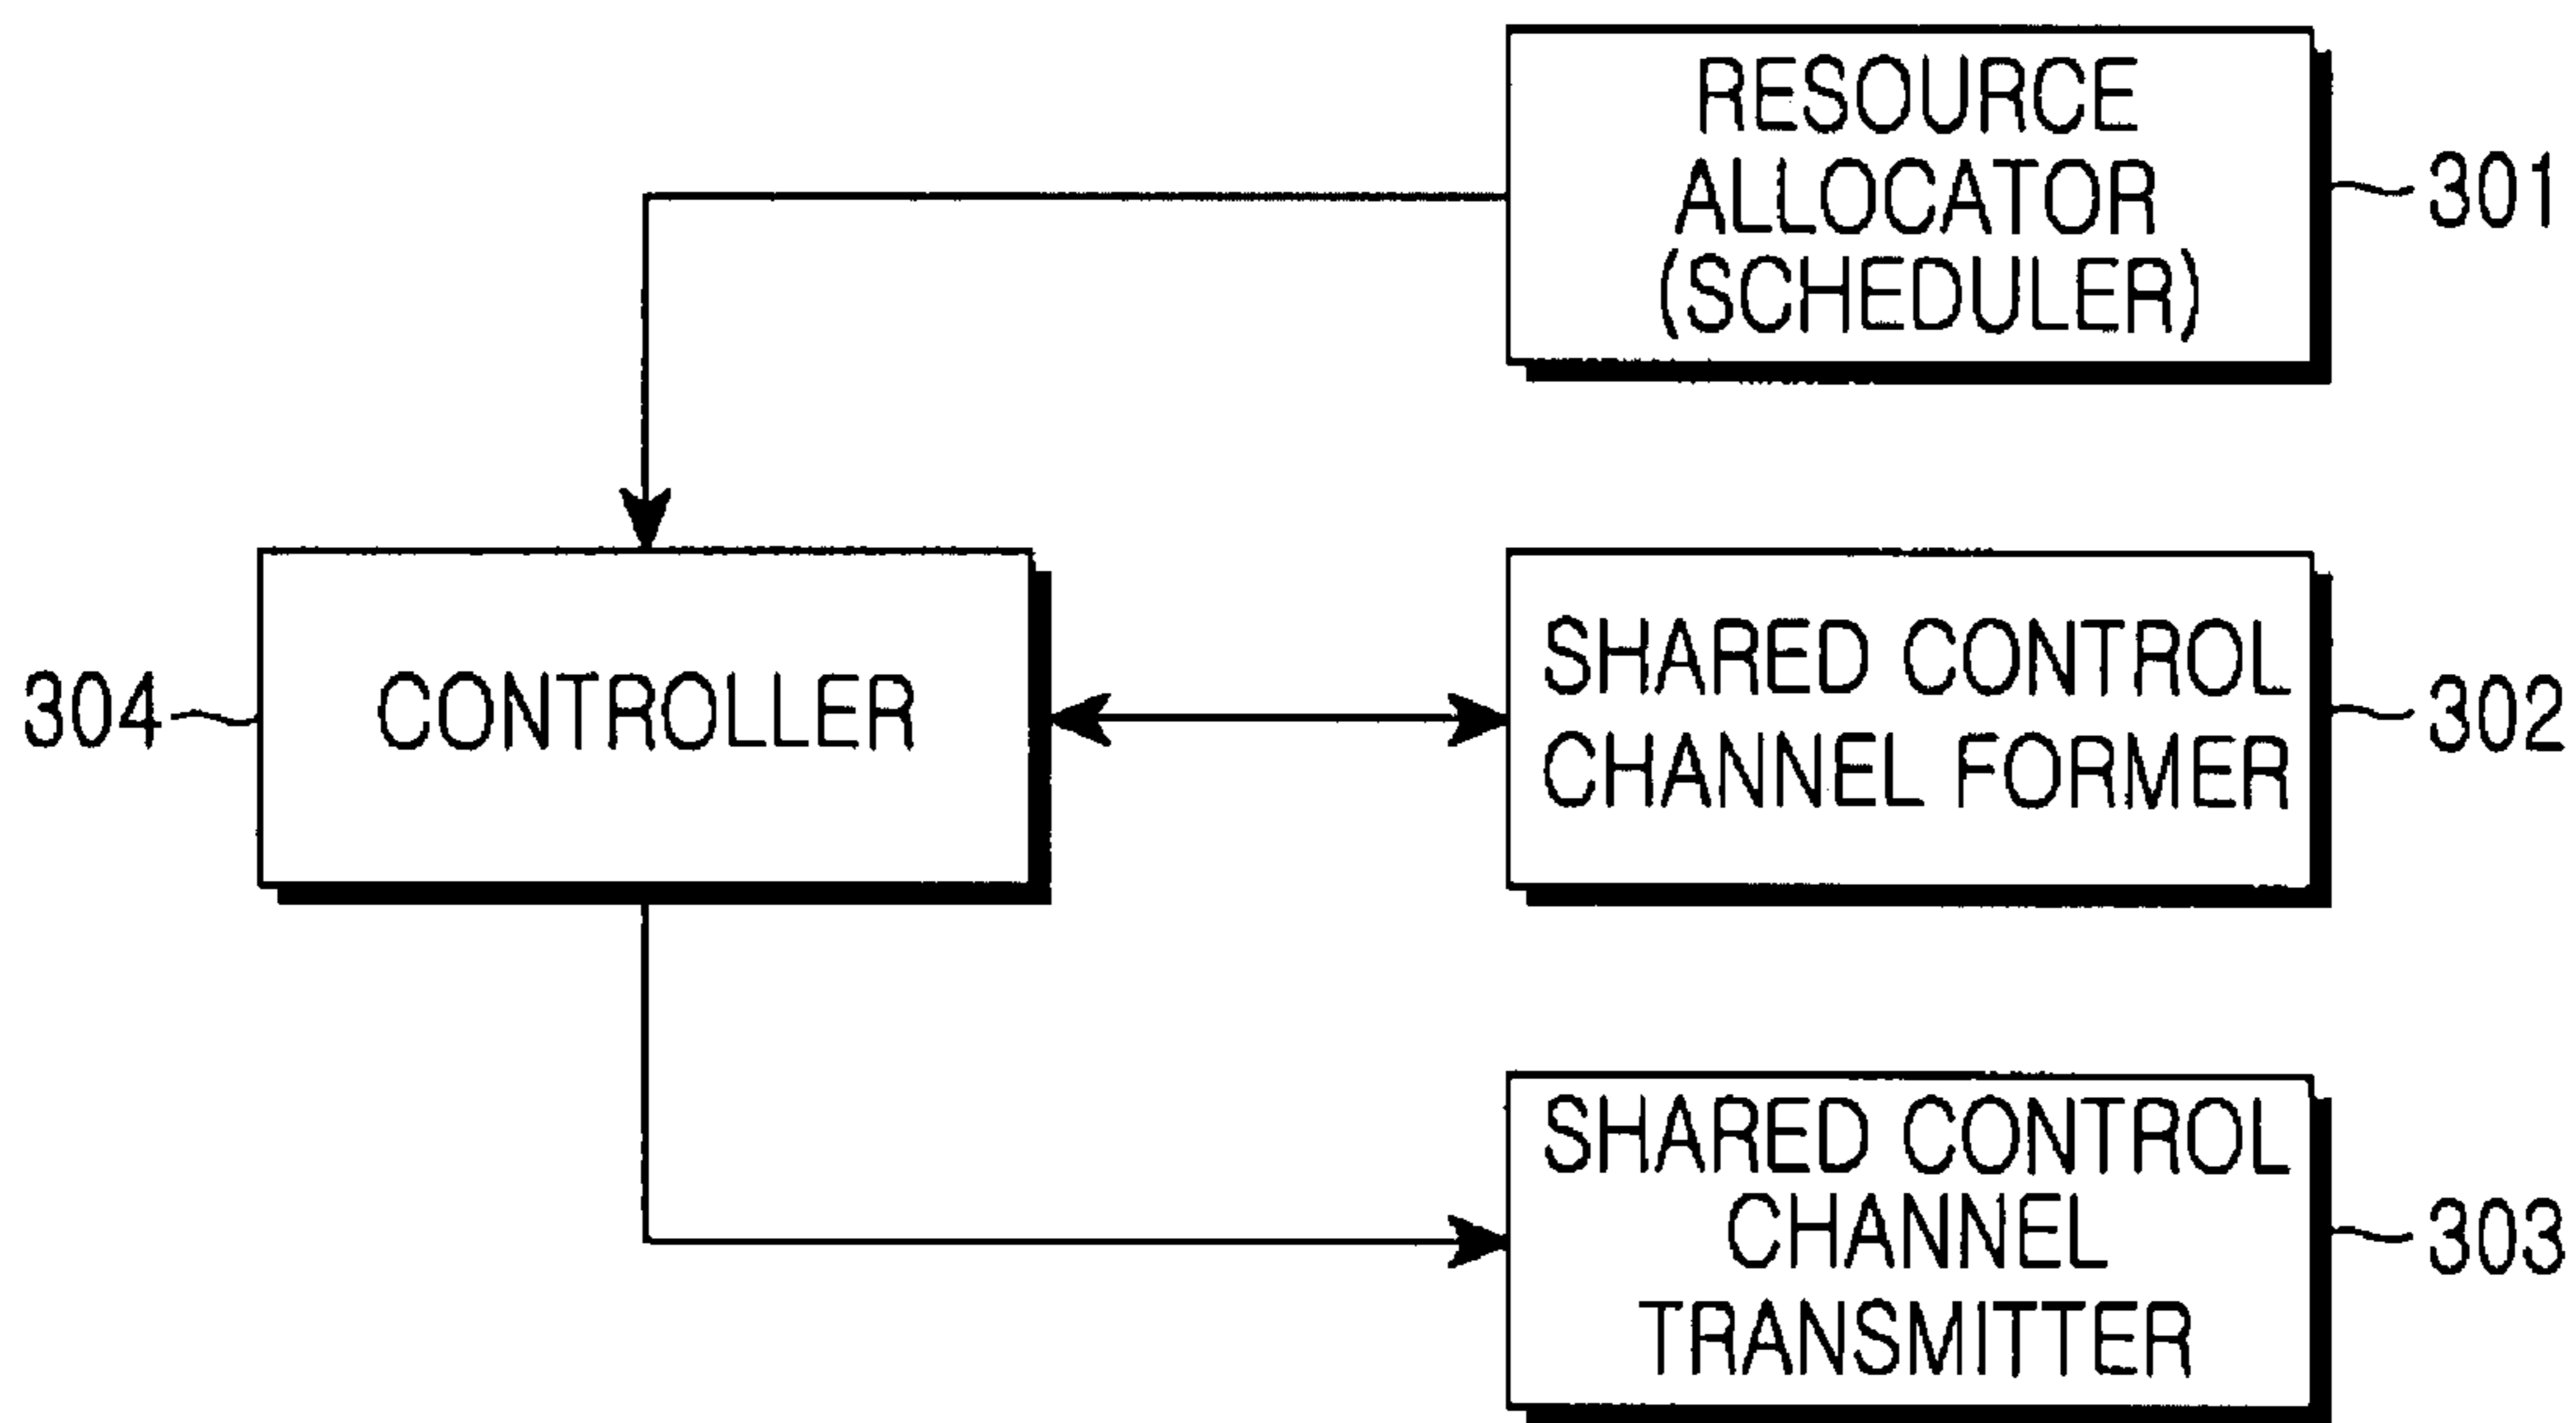 RESOURCE
ALLOCATOR
(SCHEDULER)
301
304
CONTROLLER
SHARED CONTROL
CHANNEL FORMER
302
SHARED CONTROL
CHANNEL
TRANSMITTER
303